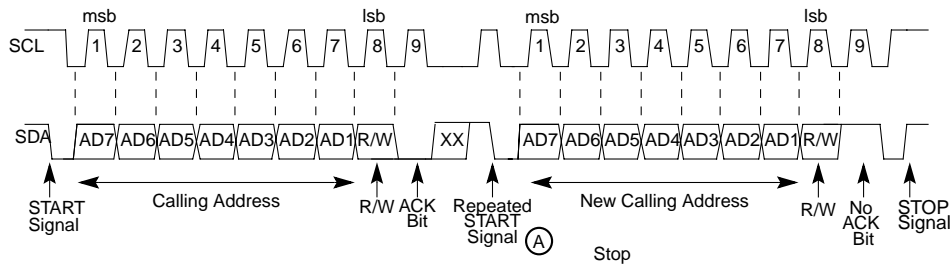 msb lsb msb lsb
SCL 1 2 3 4 5 6 7 8 9 1 2 3 4 5 6 7 8 9
SDA AD7 AD6 AD5 AD4 AD3 AD2 AD1 R/W XX AD7 AD6 AD5 AD4 AD3 AD2 AD1 R/W
START Signal
Calling Address
R/W
ACK Bit
Repeated START Signal
A
New Calling Address
R/W
No ACK Bit
STOP Signal
Stop